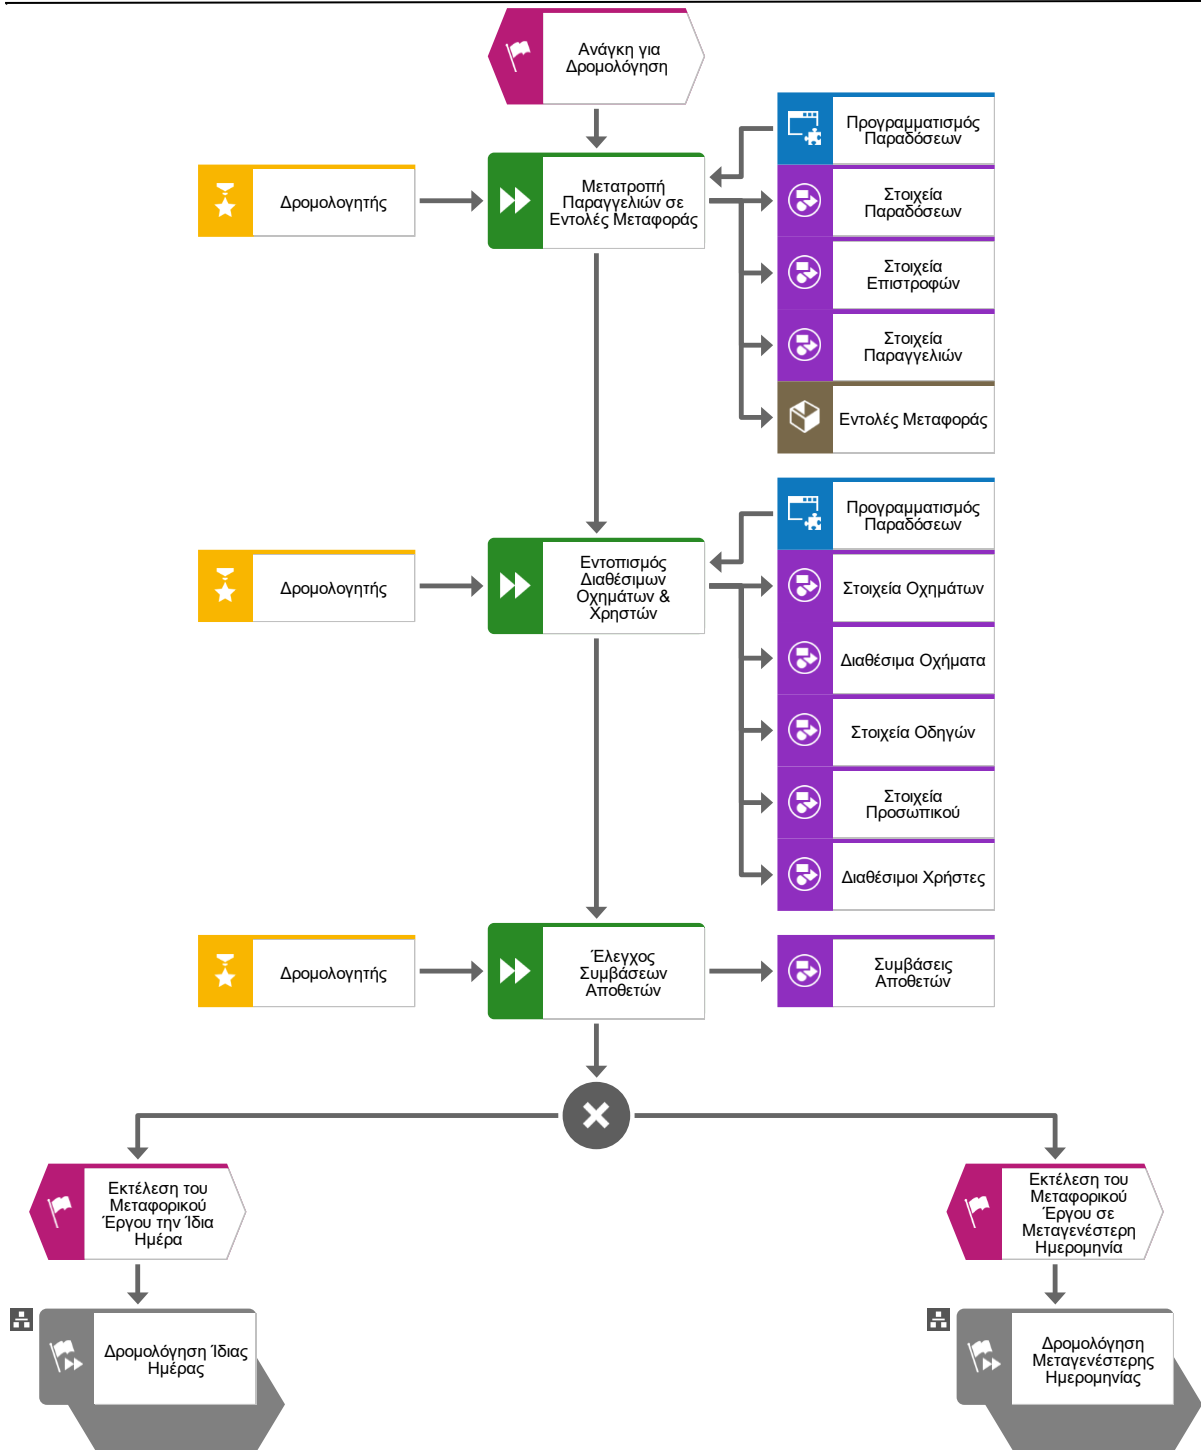 Ανάγκη για
Δρομολόγηση
Προγραμματισμός
Παραδόσεων
Δρομολογητής
Μετατροπή
Παραγγελιών σε
Εντολές Μεταφοράς
Στοιχεία
Παραδόσεων
Στοιχεία
Επιστροφών
Στοιχεία
Παραγγελιών
Εντολές Μεταφοράς
Προγραμματισμός
Παραδόσεων
Δρομολογητής
Εντοπισμός
Διαθέσιμων
Οχημάτων &
Χρηστών
Στοιχεία Οχημάτων
Διαθέσιμα Οχήματα
Στοιχεία Οδηγών
Στοιχεία
Προσωπικού
Διαθέσιμοι Χρήστες
Δρομολογητής
Έλεγχος
Συμβάσεων
Αποθετών
Συμβάσεις
Αποθετών
Εκτέλεση του
Μεταφορικού
Έργου την Ίδια
Ημέρα
Εκτέλεση του
Μεταφορικού
Έργου σε
Μεταγενέστερη
Ημερομηνία
Δρομολόγηση Ίδιας
Ημέρας
Δρομολόγηση
Μεταγενέστερης
Ημερομηνίας